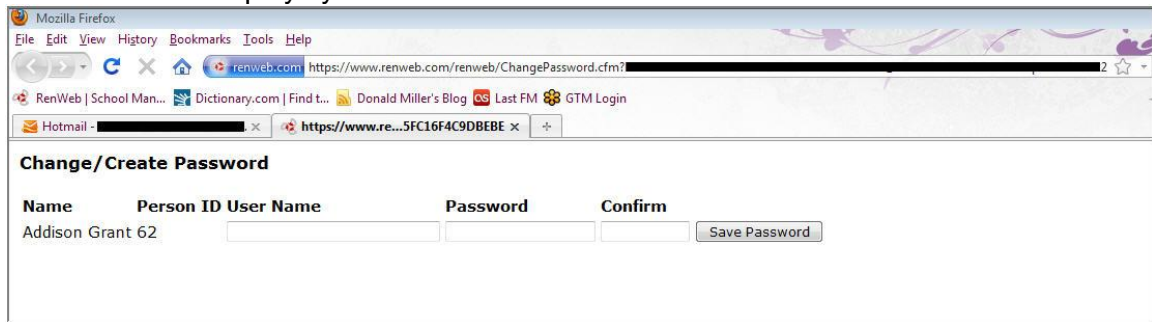 Mozilla Firefox
File Edit View History Bookmarks Tools Help
renweb.com https://www.renweb.com/renweb/ChangePassword.cfm? 2
RenWeb | School Man... Dictionary.com | Find t... Donald Miller's Blog Last FM GTM Login
Hotmail - https://www.re...5FC16F4C9DBEBE
Change/Create Password
Name Person ID User Name Password Confirm
Addison Grant 62 Save Password